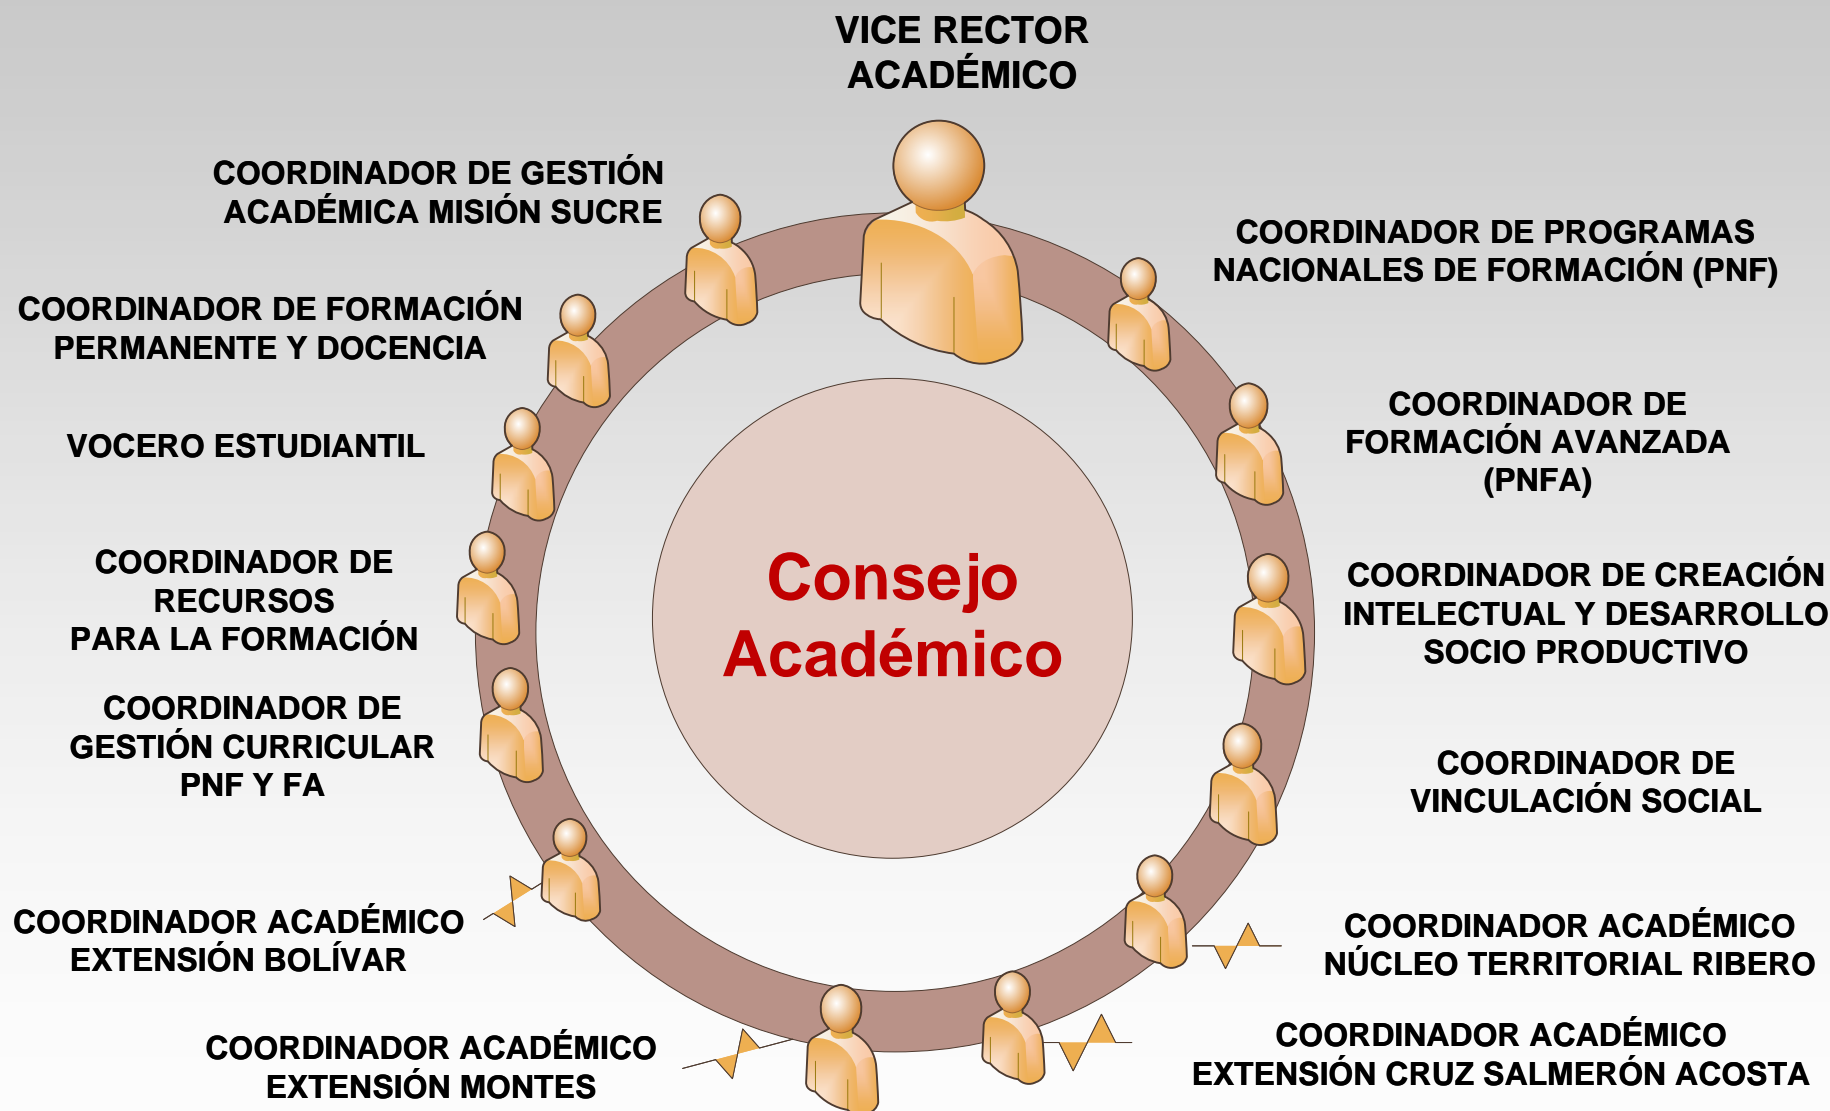 VICE RECTOR
ACADÉMICO
COORDINADOR DE GESTIÓN
ACADÉMICA MISIÓN SUCRE
COORDINADOR DE PROGRAMAS
NACIONALES DE FORMACIÓN (PNF)
COORDINADOR DE FORMACIÓN
PERMANENTE Y DOCENCIA
COORDINADOR DE
FORMACIÓN AVANZADA
(PNFA)
VOCERO ESTUDIANTIL
COORDINADOR DE
RECURSOS
PARA LA FORMACIÓN
Consejo
Académico
COORDINADOR DE CREACIÓN
INTELECTUAL Y DESARROLLO
SOCIO PRODUCTIVO
COORDINADOR DE
GESTIÓN CURRICULAR
PNF Y FA
COORDINADOR DE
VINCULACIÓN SOCIAL
COORDINADOR ACADÉMICO
EXTENSIÓN BOLÍVAR
COORDINADOR ACADÉMICO
NÚCLEO TERRITORIAL RIBERO
COORDINADOR ACADÉMICO
EXTENSIÓN MONTES
COORDINADOR ACADÉMICO
EXTENSIÓN CRUZ SALMERÓN ACOSTA